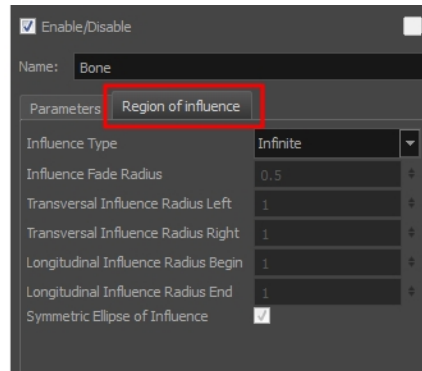 Enable/Disable
Name: Bone
Parameters Region of influence
Influence Type Infinite
Influence Fade Radius 0.5
Transversal Influence Radius Left 1
Transversal Influence Radius Right 1
Longitudinal Influence Radius Begin 1
Longitudinal Influence Radius End 1
Symmetric Ellipse of Influence